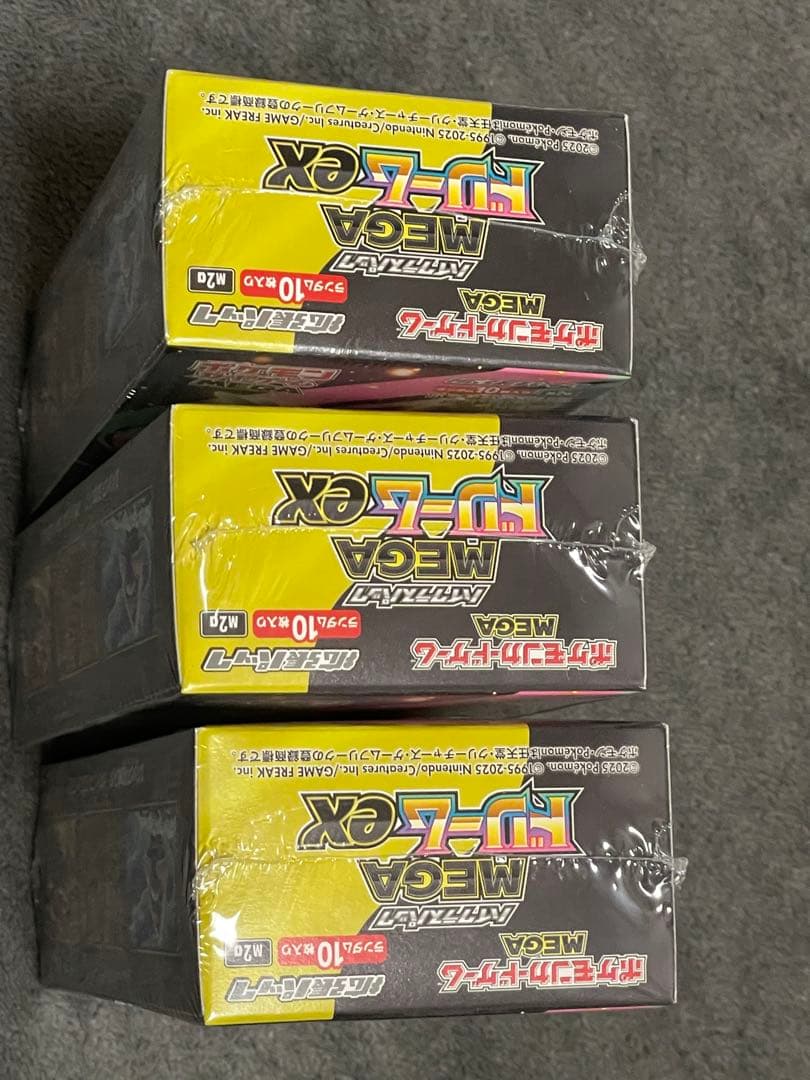 ポケモンカードゲーム
MEGA
拡張パック
ランダム10枚入り
M2a
ハイクラスパック
MEGA
ドリームex
©2025 Pokémon. ©1995-2025 Nintendo/Creatures Inc./GAME FREAK inc.
ポケモン・Pokémonは任天堂・クリーチャーズ・ゲームフリークの登録商標です。
ポケモンカードゲーム
MEGA
拡張パック
ランダム10枚入り
M2a
ハイクラスパック
MEGA
ドリームex
©2025 Pokémon. ©1995-2025 Nintendo/Creatures Inc./GAME FREAK inc.
ポケモン・Pokémonは任天堂・クリーチャーズ・ゲームフリークの登録商標です。
ポケモンカードゲーム
MEGA
拡張パック
ランダム10枚入り
M2a
ハイクラスパック
MEGA
ドリームex
©2025 Pokémon. ©1995-2025 Nintendo/Creatures Inc./GAME FREAK inc.
ポケモン・Pokémonは任天堂・クリーチャーズ・ゲームフリークの登録商標です。